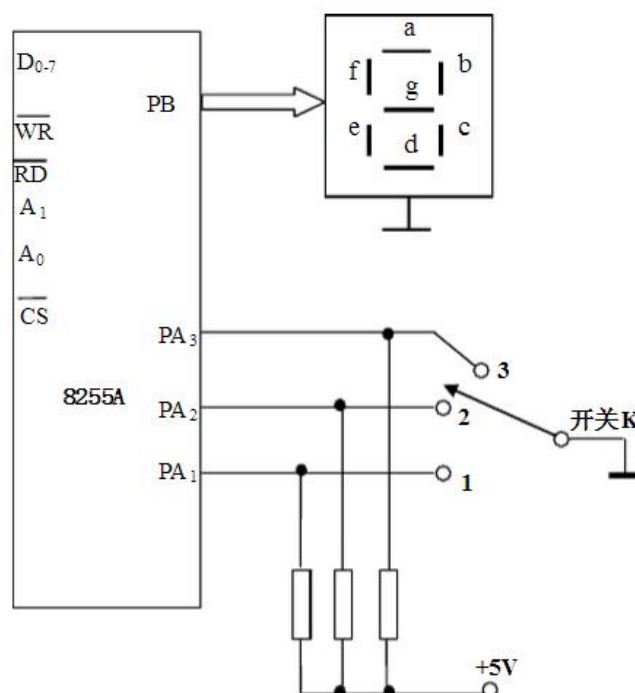 D0-7
WR
RD
A1
A0
CS
PB
PA3
8255A
PA2
PA1
a
f
b
g
e
c
d
3
2
开关K
1
+5V